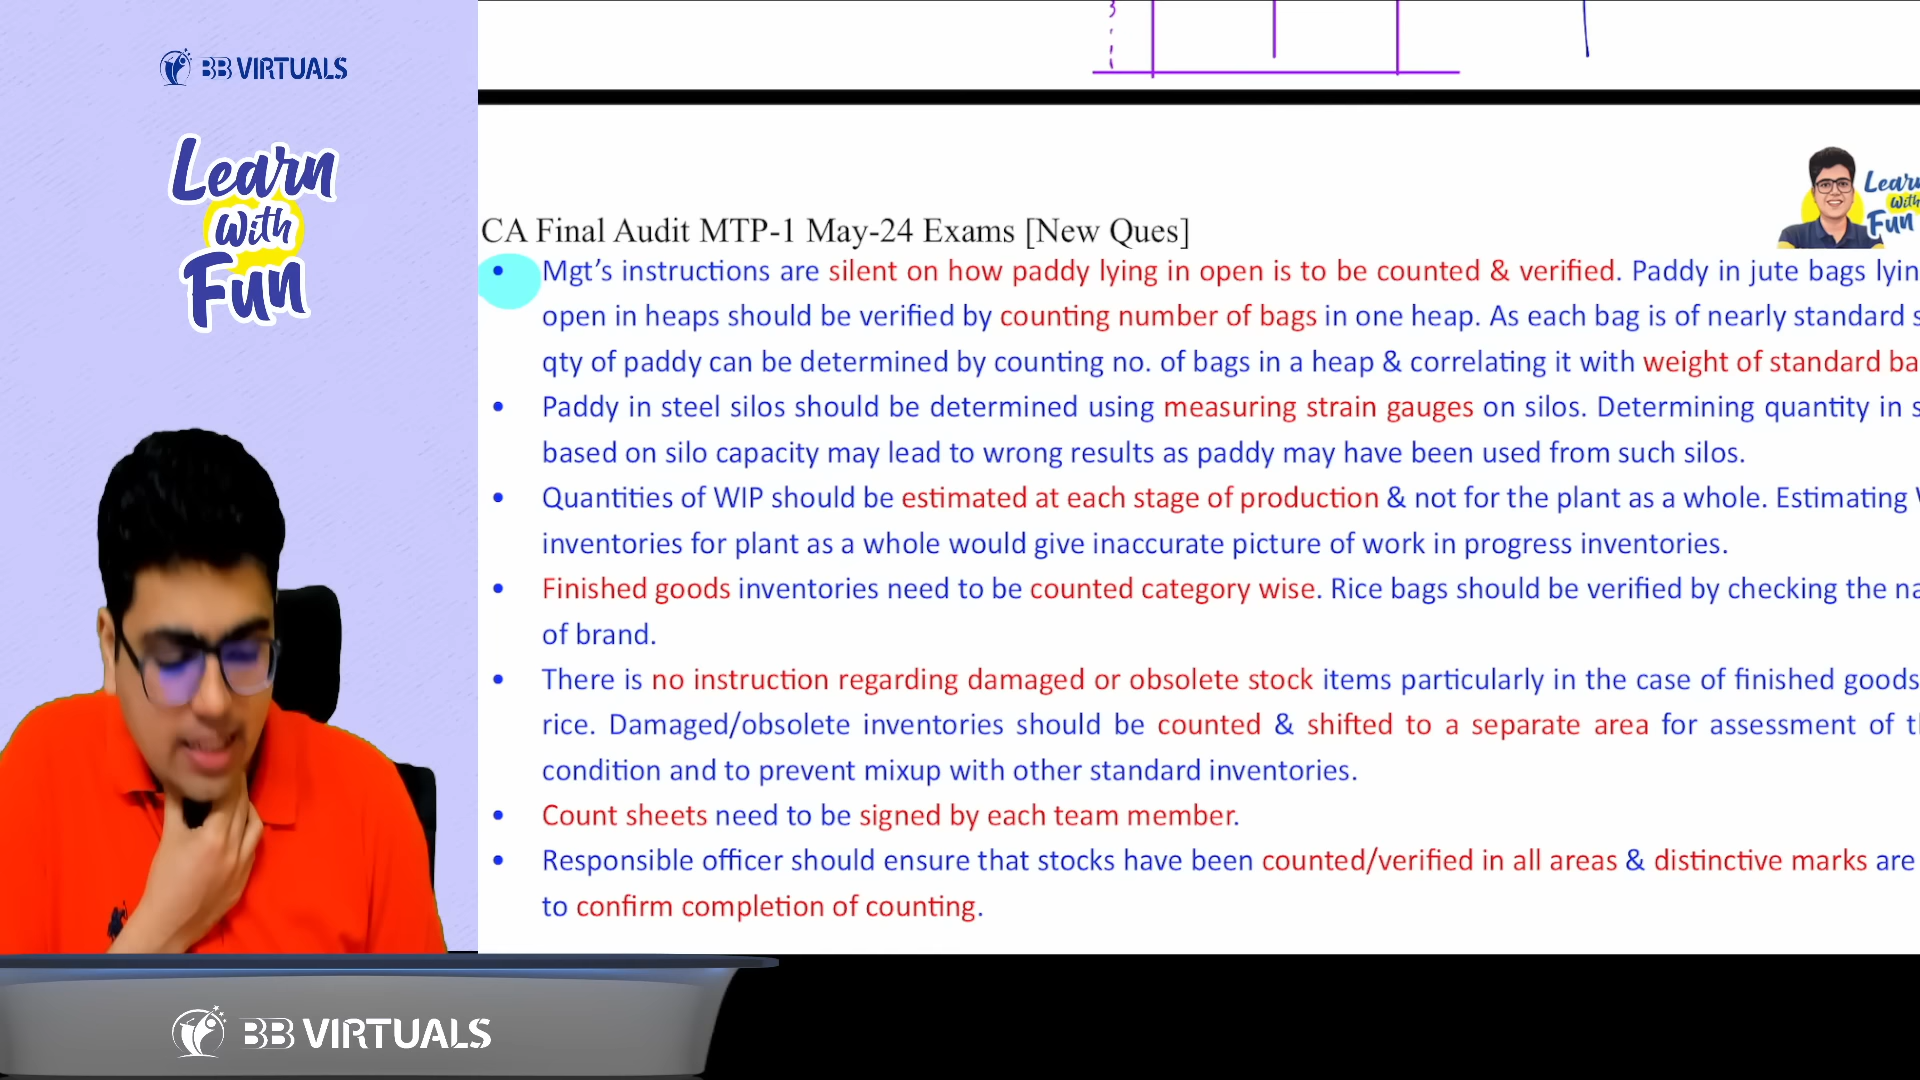 BB VIRTUALS
Learn
With
Fun
Learn
With
Fun
CA Final Audit MTP-1 May-24 Exams [New Ques]
• Mgt's instructions are silent on how paddy lying in open is to be counted & verified. Paddy in jute bags
open in heaps should be verified by counting number of bags in one heap. As each bag is of nearly standard
qty of paddy can be determined by counting no. of bags in a heap & correlating it with weight of standard
• Paddy in steel silos should be determined using measuring strain gauges on silos. Determining quantity in
based on silo capacity may lead to wrong results as paddy may have been used from such silos.
• Quantities of WIP should be estimated at each stage of production & not for the plant as a whole. Estimating
inventories for plant as a whole would give inaccurate picture of work in progress inventories.
• Finished goods inventories need to be counted category wise. Rice bags should be verified by checking the
of brand.
• There is no instruction regarding damaged or obsolete stock items particularly in the case of finished goods
rice. Damaged/obsolete inventories should be counted & shifted to a separate area for assessment of
condition and to prevent mixup with other standard inventories.
• Count sheets need to be signed by each team member.
• Responsible officer should ensure that stocks have been counted/verified in all areas & distinctive marks are
to confirm completion of counting.
BB VIRTUALS